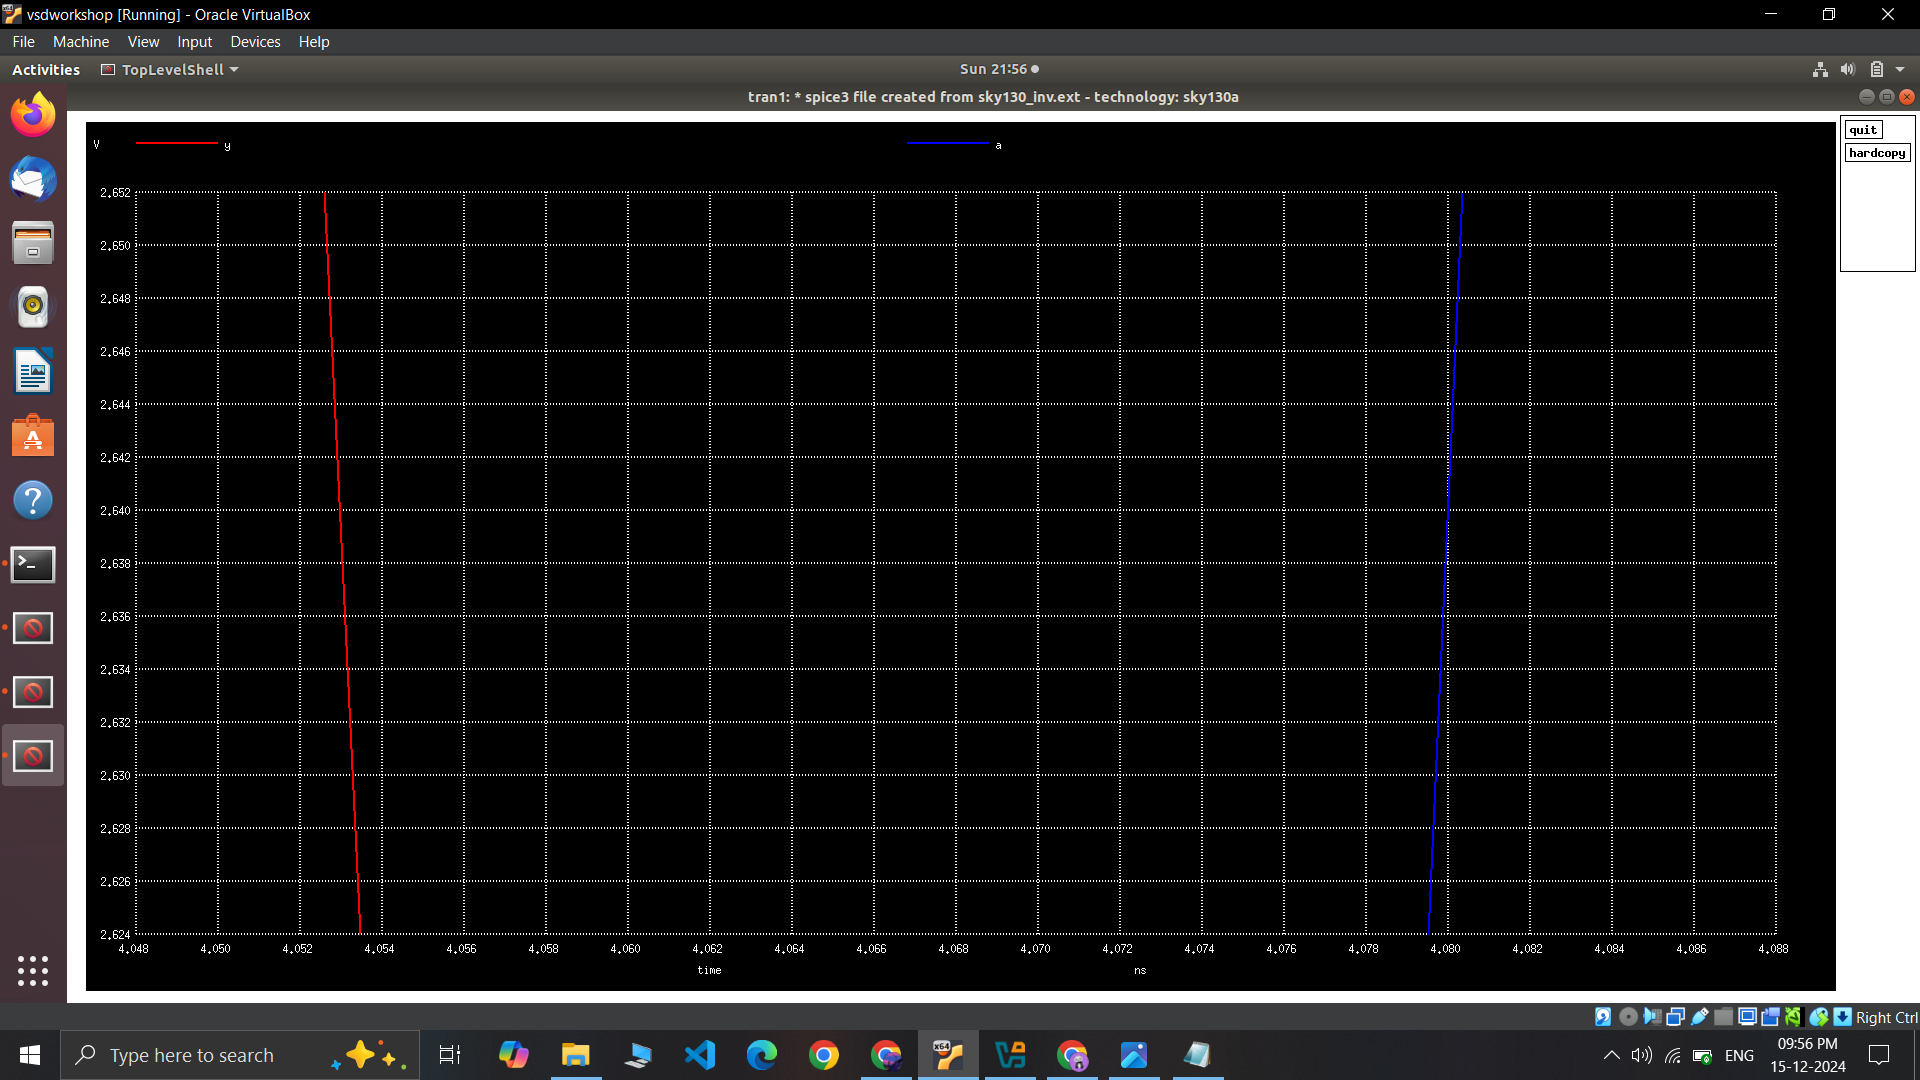 vsdworkshop [Running] - Oracle VirtualBox
File Machine View Input Devices Help
Activities TopLevelShell Sun 21:56
tran1: * spice3 file created from sky130_inv.ext - technology: sky130a
quit
hardcopy
V y a
2.652
2.650
2.648
2.646
2.644
2.642
2.640
2.638
2.636
2.634
2.632
2.630
2.628
2.626
2.624
4.048 4.050 4.052 4.054 4.056 4.058 4.060 4.062 4.064 4.066 4.068 4.070 4.072 4.074 4.076 4.078 4.080 4.082 4.084 4.086 4.088
time ns
Right Ctrl
Type here to search
x64
ENG
09:56 PM
15-12-2024